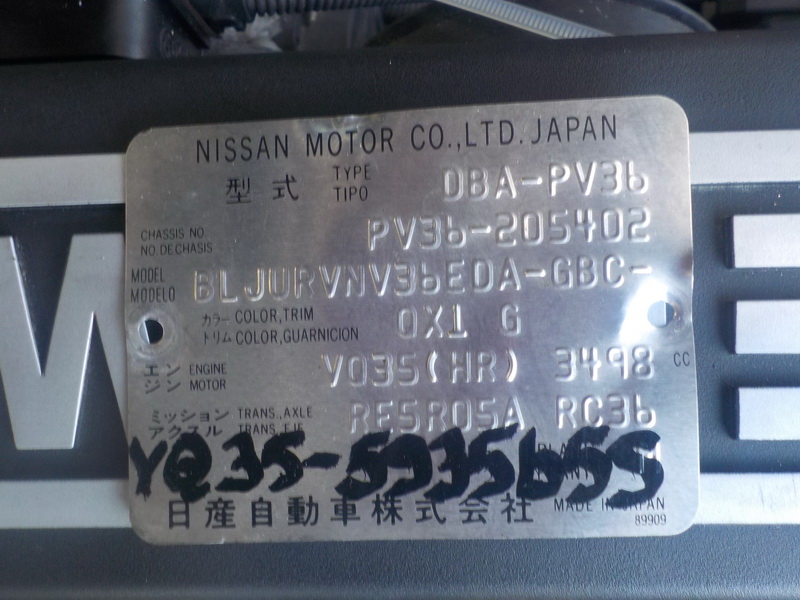 NISSAN MOTOR CO.,LTD. JAPAN
型式 TYPE TIPO DBA-PV36
CHASSIS NO. NO DECHASIS PV36-205402
MODEL MODELO BLJURVNV36EDA-GBC-
カラー COLOR,TRIM トリム COLOR,GUARNICION QX1 G
エンジン ENGINE MOTOR VQ35(HR) 3498 CC
ミッション TRANS.,AXLE アクスル TRANS,EJE RE5R05A RC36
VQ35-
日産自動車株式会社 MADE IN JAPAN
89909
W